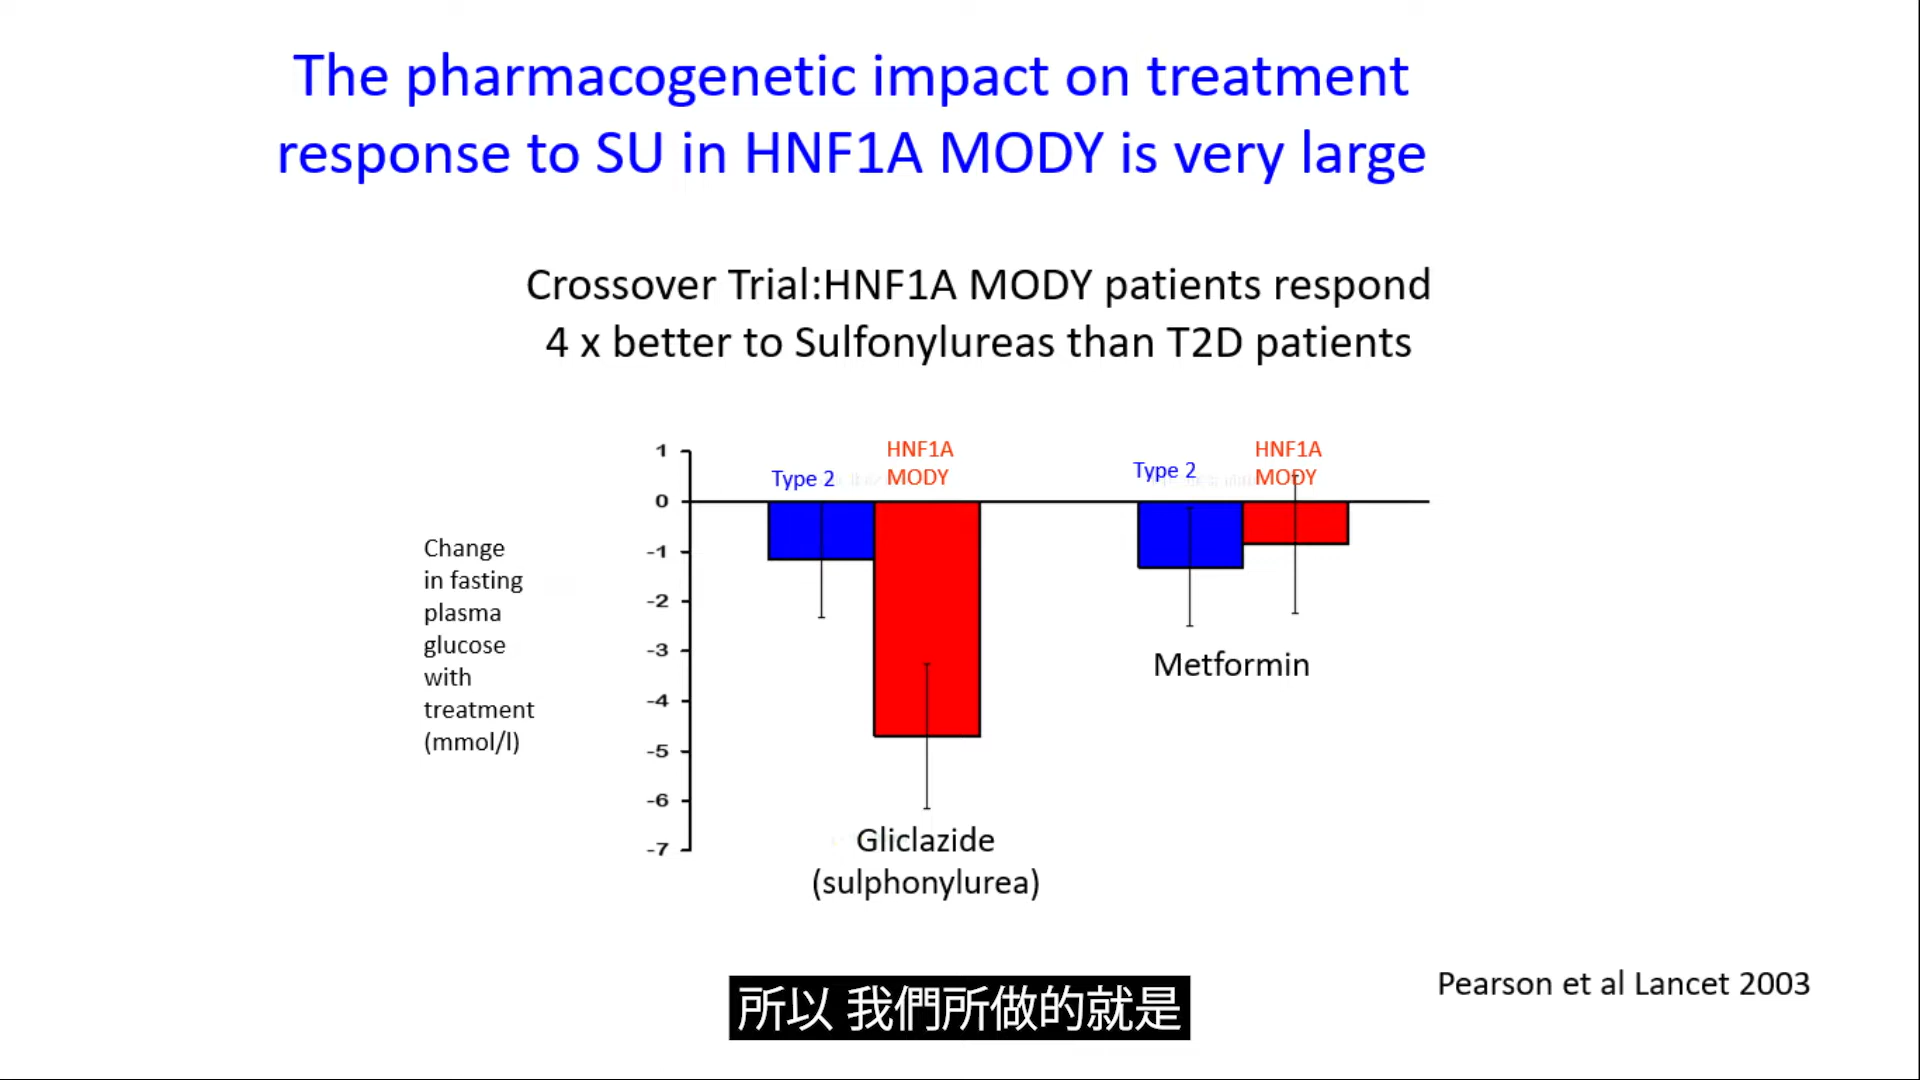 The pharmacogenetic impact on treatment
response to SU in HNF1A MODY is very large
Crossover Trial:HNF1A MODY patients respond
4 x better to Sulfonylureas than T2D patients
Change
in fasting
plasma
glucose
with
treatment
(mmol/l)
1
0
-1
-2
-3
-4
-5
-6
-7
Type 2
HNF1A
MODY
Gliclazide
(sulphonylurea)
Type 2
HNF1A
MODY
Metformin
Pearson et al Lancet 2003
所以 我們所做的就是